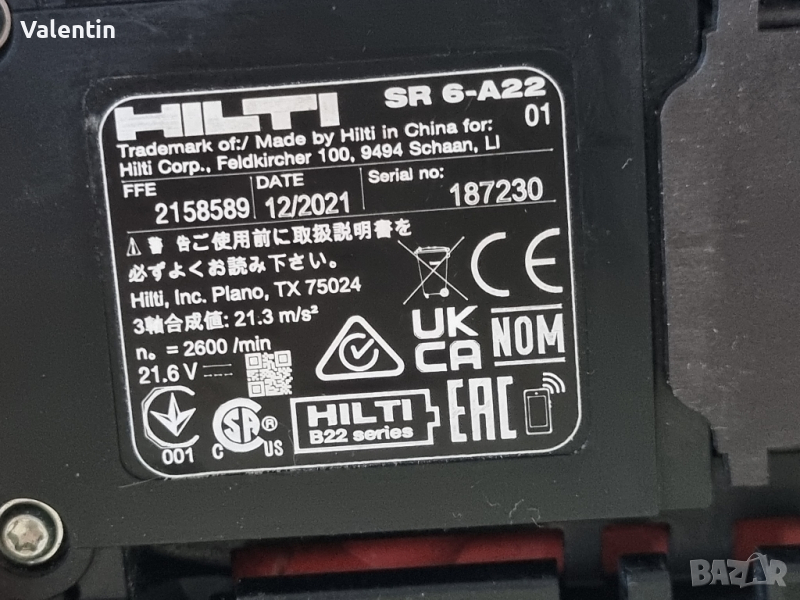 Valentin
HILTI SR 6-A22
01
Trademark of:/ Made by Hilti in China for:
Hilti Corp., Feldkircher 100, 9494 Schaan, LI
FFE DATE Serial no:
2158589 12/2021 187230
警告ご使用前に取扱説明書を
必ずよくお読み下さい。
Hilti, Inc. Plano, TX 75024
3軸合成値: 21.3 m/s²
n₀ = 2600 /min
21.6 V
CE
UK
CA
NOM
001
C SA ® US
HILTI
B22 series
EAC
BAZAR